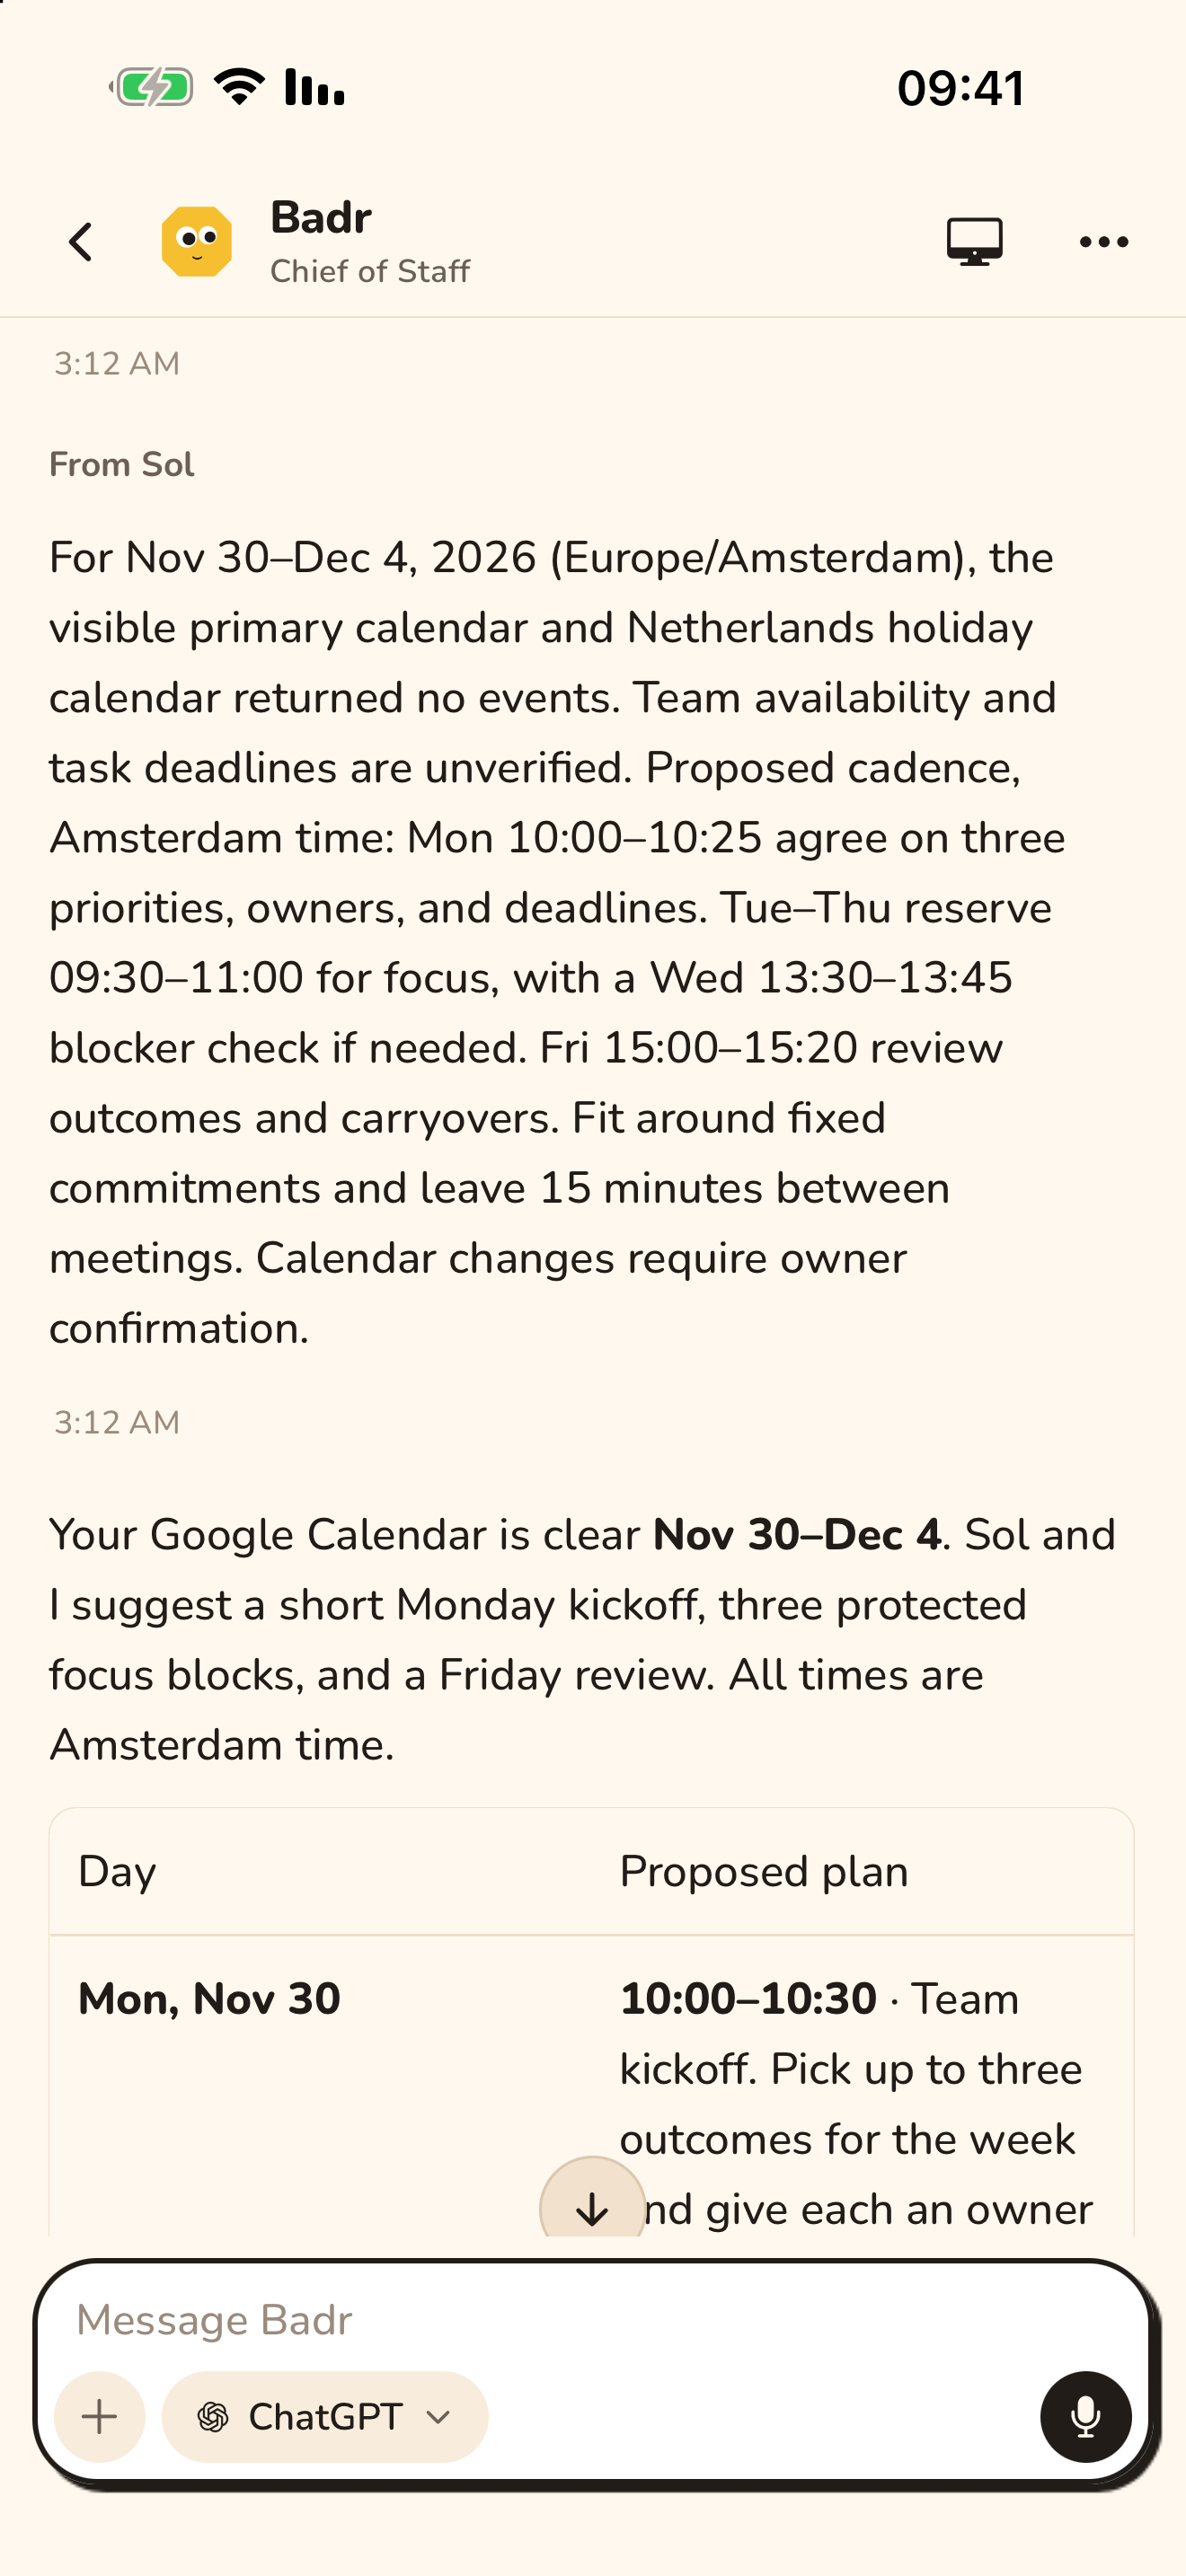 09:41
Badr
Chief of Staff
3:12 AM
From Sol
For Nov 30–Dec 4, 2026 (Europe/Amsterdam), the
visible primary calendar and Netherlands holiday
calendar returned no events. Team availability and
task deadlines are unverified. Proposed cadence,
Amsterdam time: Mon 10:00–10:25 agree on three
priorities, owners, and deadlines. Tue–Thu reserve
09:30–11:00 for focus, with a Wed 13:30–13:45
blocker check if needed. Fri 15:00–15:20 review
outcomes and carryovers. Fit around fixed
commitments and leave 15 minutes between
meetings. Calendar changes require owner
confirmation.
3:12 AM
Your Google Calendar is clear Nov 30–Dec 4. Sol and
I suggest a short Monday kickoff, three protected
focus blocks, and a Friday review. All times are
Amsterdam time.
Day Proposed plan
Mon, Nov 30 10:00–10:30 · Team
kickoff. Pick up to three
outcomes for the week
nd give each an owner
Message Badr
ChatGPT